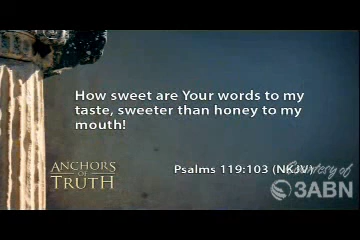 How sweet are Your words to my
taste, sweeter than honey to my
mouth!
Psalms 119:103 (NKJV)
Courtesy of
3ABN
ANCHORS
OF
TRUTH